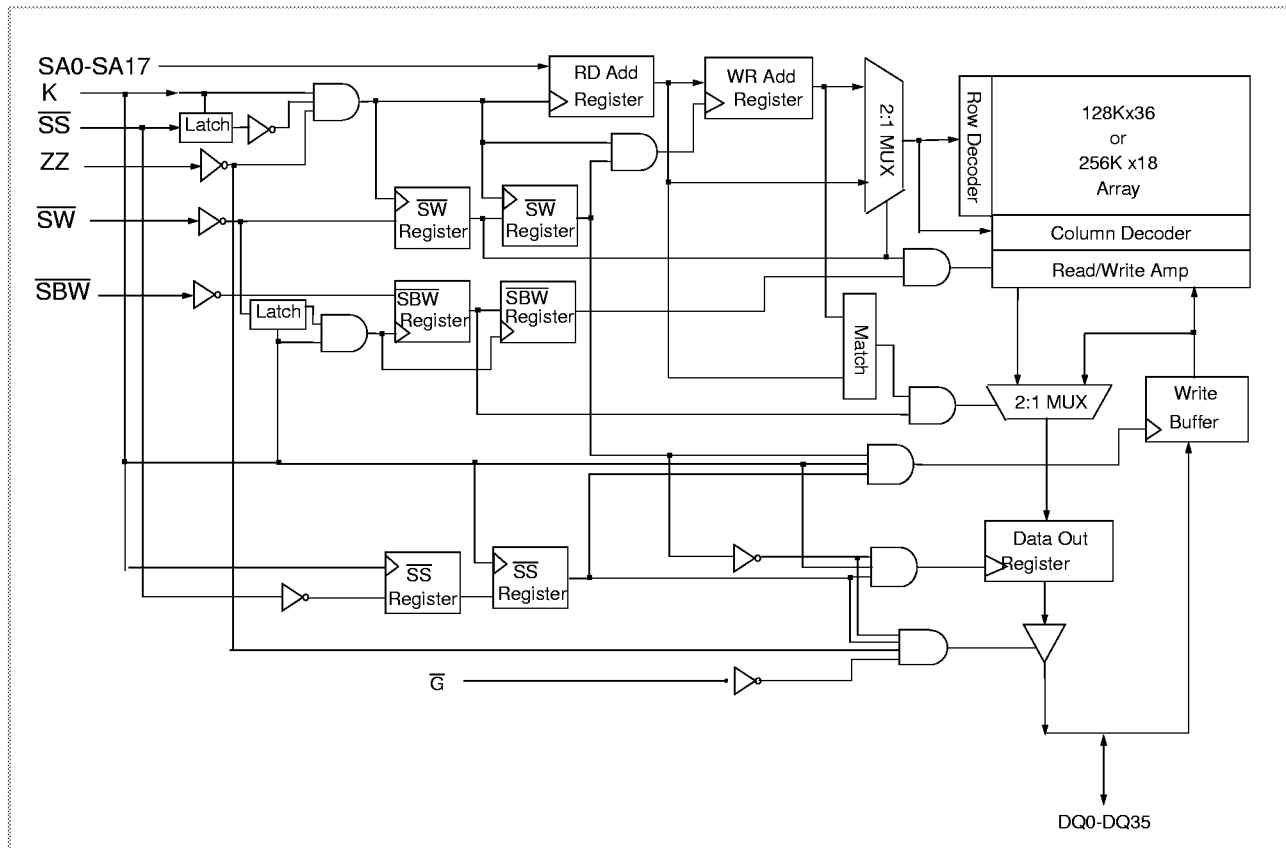 SA0-SA17
K
SS
ZZ
SW
SBW
Latch
RD Add
Register
WR Add
Register
2:1 MUX
Row Decoder
128Kx36
or
256K x18
Array
Column Decoder
Read/Write Amp
SW
Register
SW
Register
Latch
SBW
Register
SBW
Register
Match
2:1 MUX
Write
Buffer
SS
Register
SS
Register
Data Out
Register
G
DQ0-DQ35